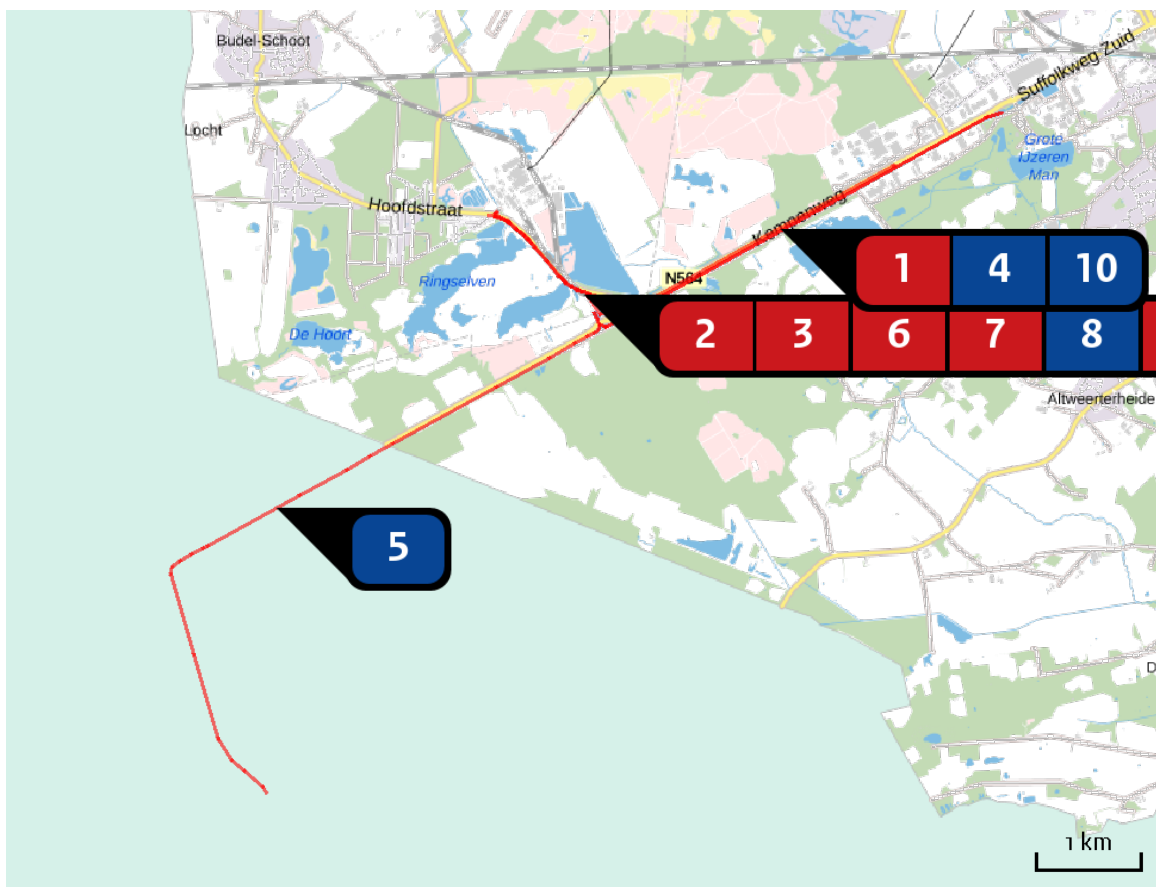 Budel-Schoot
Suffolkweg-Zuid
Locht
Grote
IJzeren
Man
Hoofdstraat
Kempenweg
Ringselven
N564
1 4 10
De Hoort
2 3 6 7 8
Altweerterheide
5
D
1 km